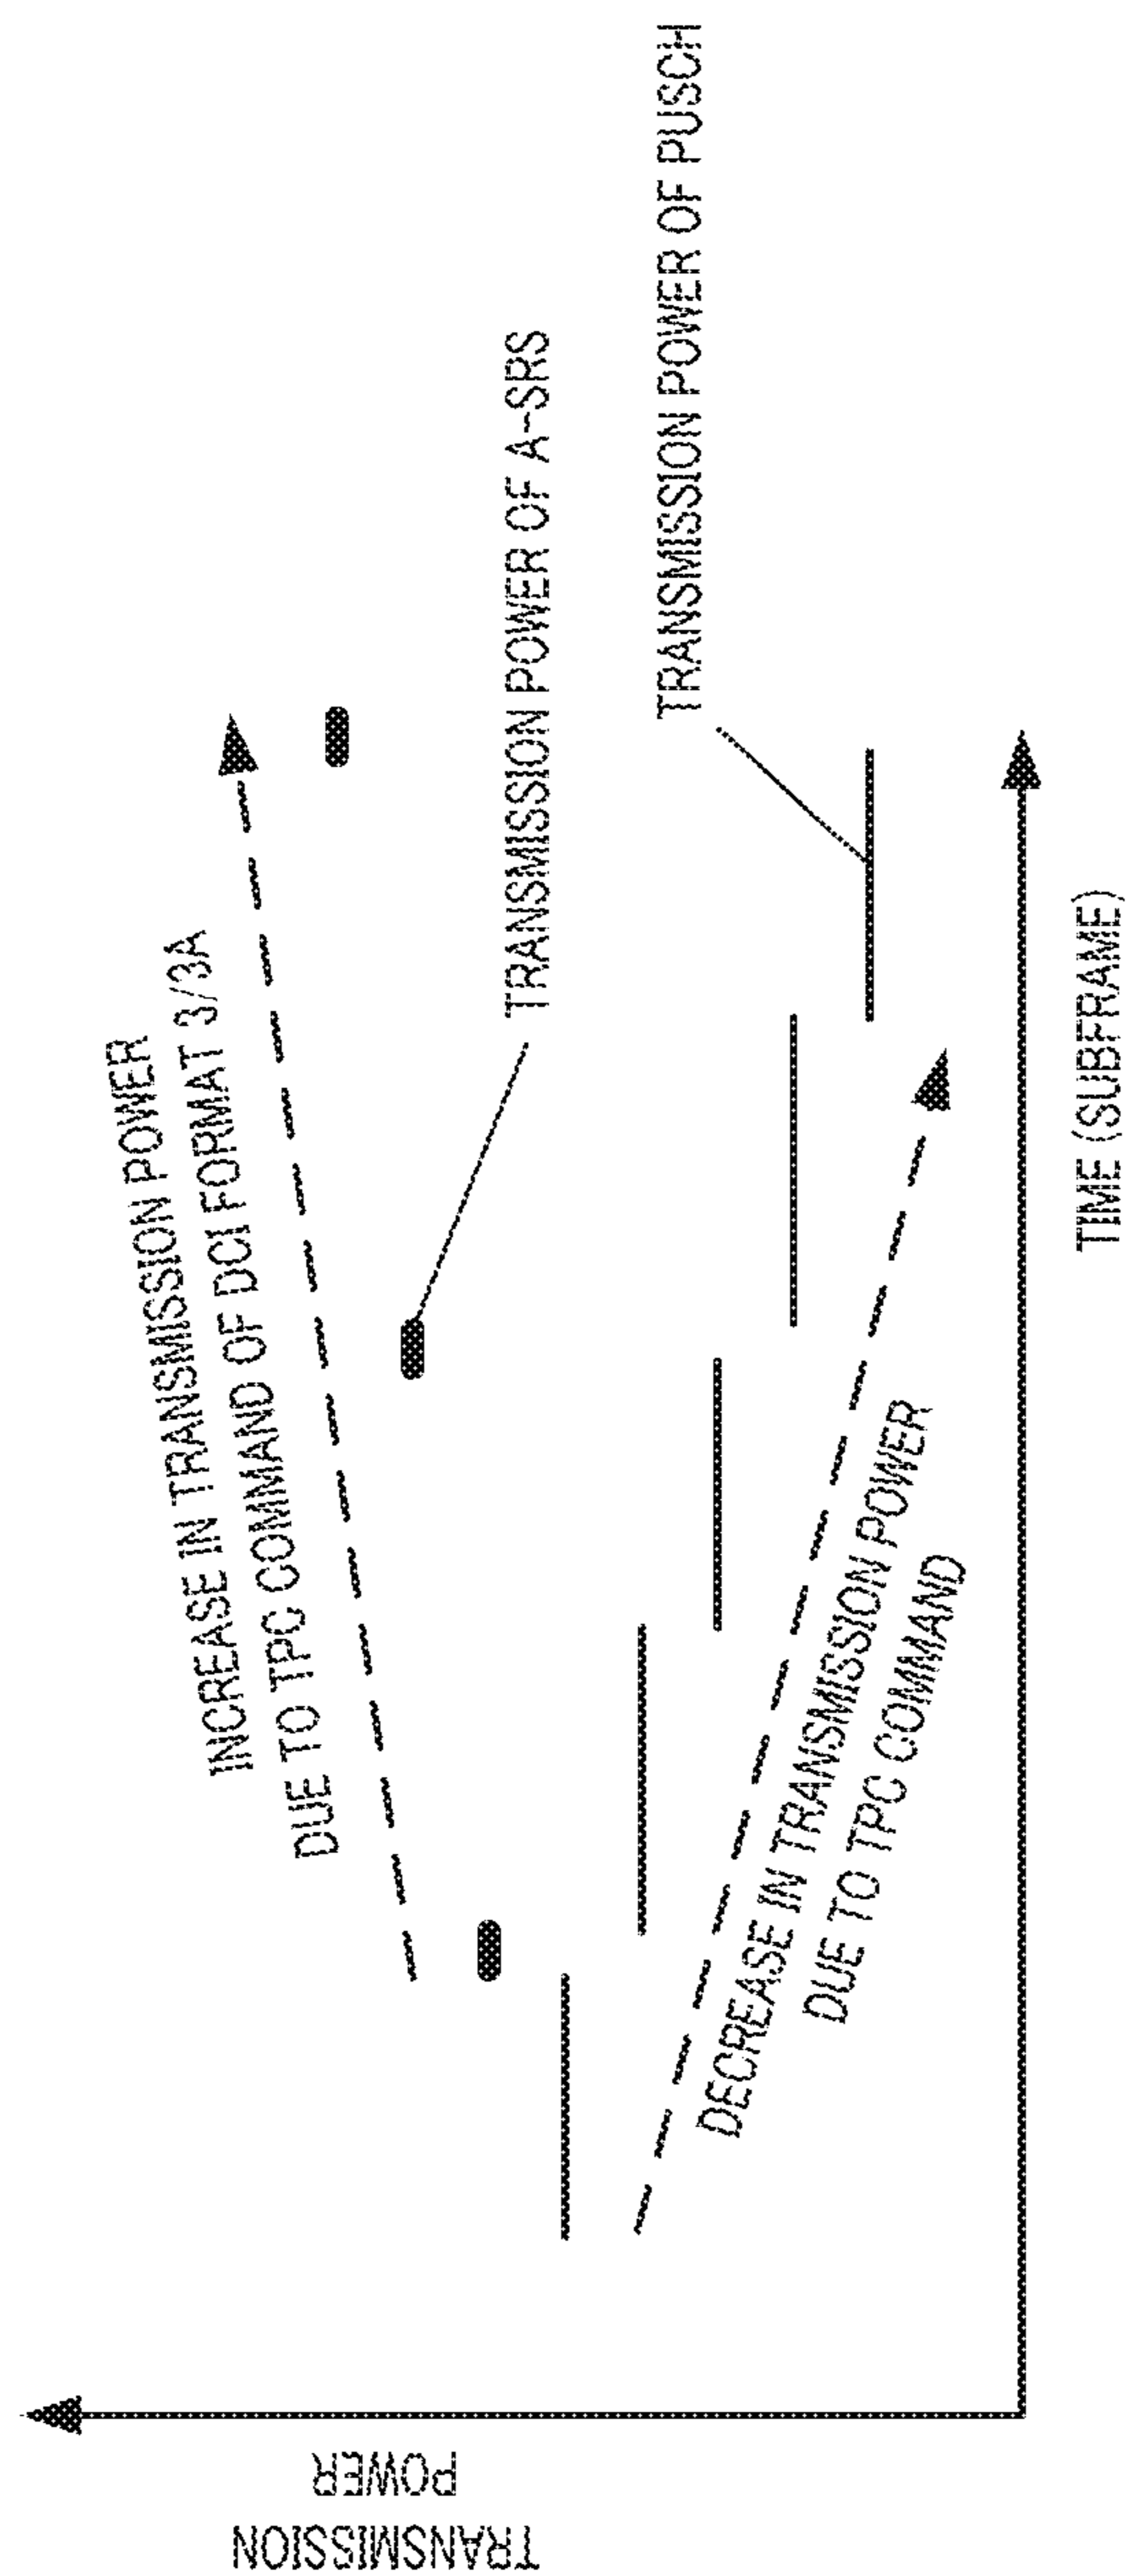 TRANSMISSION
POWER
INCREASE IN TRANSMISSION POWER
DUE TO TPC COMMAND OF DCI FORMAT 3/3A
TRANSMISSION POWER OF A-SRS
TRANSMISSION POWER OF PUSCH
DECREASE IN TRANSMISSION POWER
DUE TO TPC COMMAND
TIME (SUBFRAME)